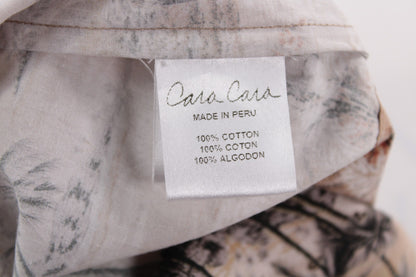 Cara Cara
MADE IN PERU
100% COTTON
100% COTON
100% ALGODON